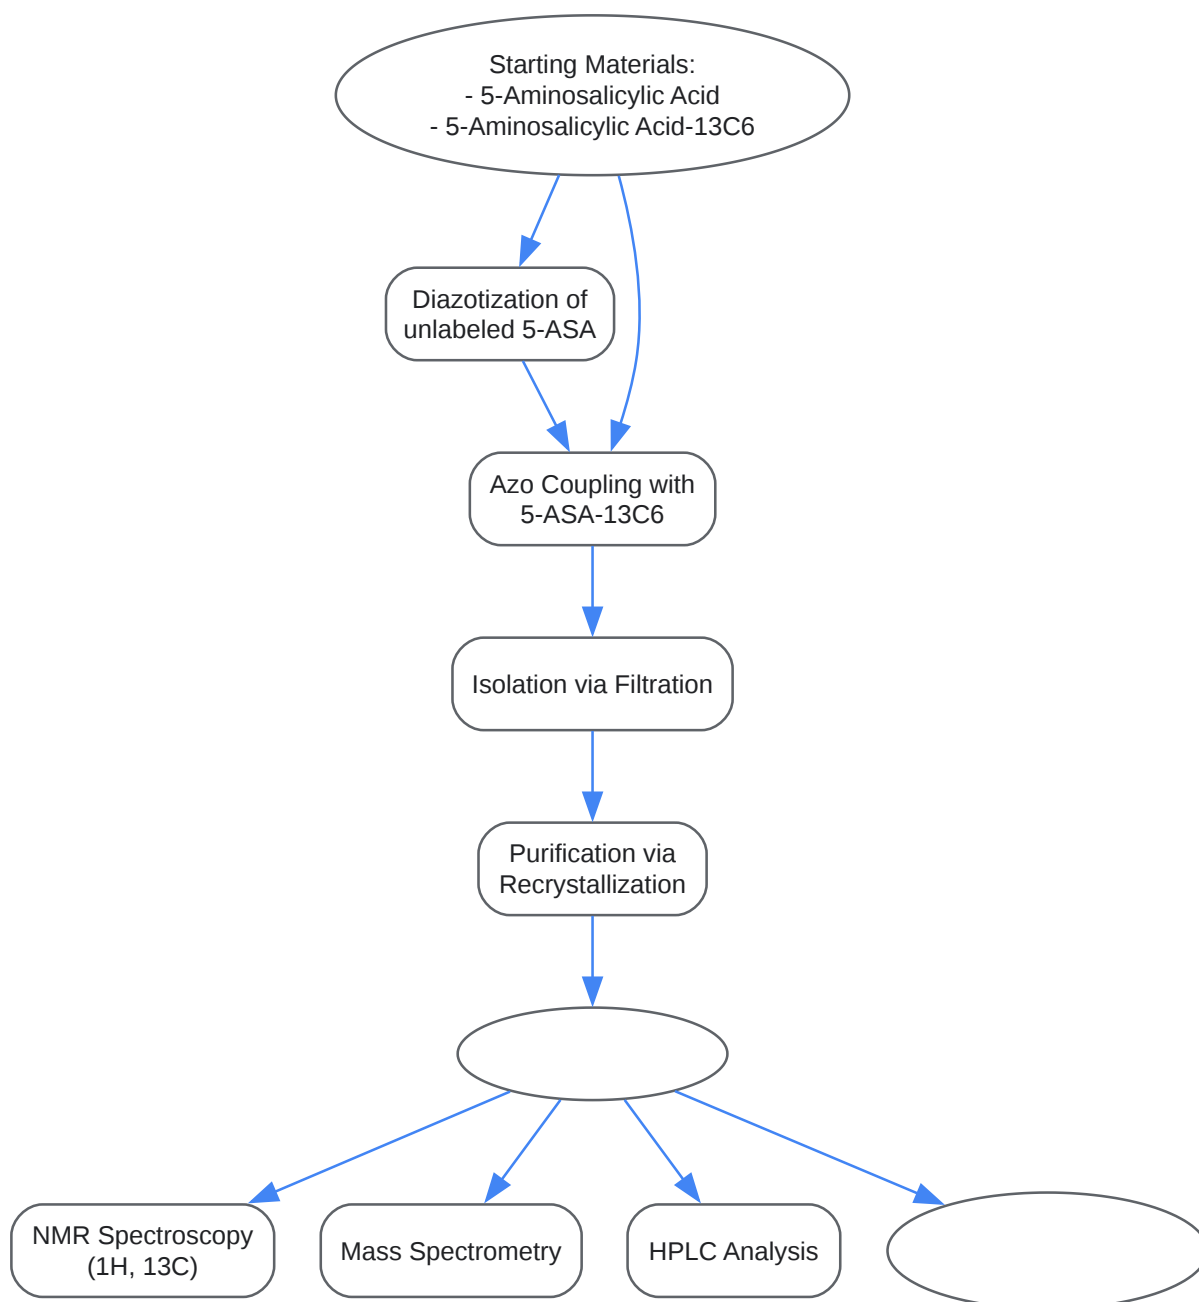 Starting Materials:
- 5-Aminosalicylic Acid
- 5-Aminosalicylic Acid-13C6
Diazotization of
unlabeled 5-ASA
Azo Coupling with
5-ASA-13C6
Isolation via Filtration
Purification via
Recrystallization
NMR Spectroscopy
(1H, 13C)
Mass Spectrometry
HPLC Analysis